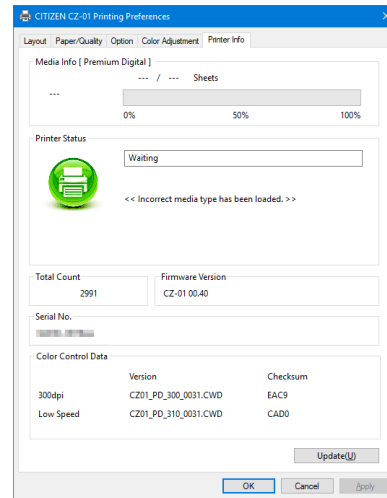 CITIZEN CZ-01 Printing Preferences
Layout Paper/Quality Option Color Adjustment Printer Info
Media Info [ Premium Digital ]
--- / --- Sheets
---
0% 50% 100%
Printer Status
Waiting
<< Incorrect media type has been loaded. >>
Total Count Firmware Version
2991 CZ-01 00.40
Serial No.
Color Control Data
Version Checksum
300dpi CZ01_PD_300_0031.CWD EAC9
Low Speed CZ01_PD_310_0031.CWD CAD0
Update(U)
OK Cancel Apply